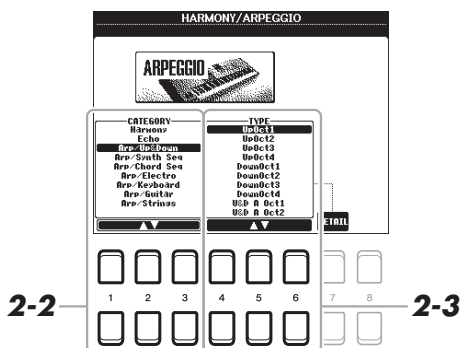 HARMONY/ARPEGGIO
ARPEGGIO
CATEGORY
Harmony
Echo
Arp/Up&Down
Arp/Synth Seq
Arp/Chord Seq
Arp/Electro
Arp/Keyboard
Arp/Guitar
Arp/Strings
TYPE
UpOct1
UpOct2
UpOct3
UpOct4
DownOct1
DownOct2
DownOct3
DownOct4
U&D A Oct1
U&D A Oct2
ETAIL
1 2 3 4 5 6 7 8
2-2
2-3